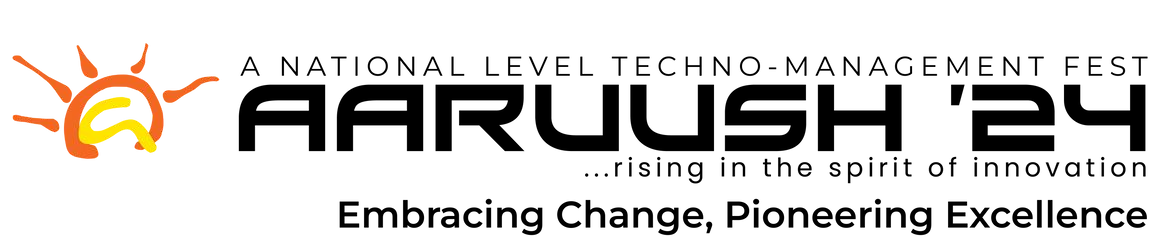 A NATIONAL LEVEL TECHNO-MANAGEMENT FEST
AARUUSH '24
...rising in the spirit of innovation
Embracing Change, Pioneering Excellence